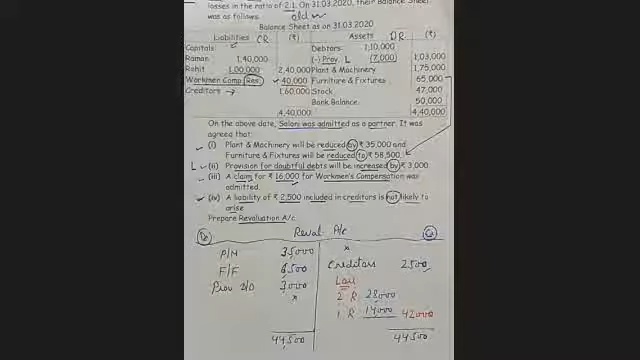 losses in the ratio of 2:1. On 31.03.2020, their Balance Sheet
was as follows. old
Balance Sheet as on 31.03.2020
Liabilities CR (₹) Assets DR (₹)
Capitals Debtors 1,10,000
Raman 1,40,000 (-) Prov. L (7,000) 1,03,000
Rohit 1,00,000 2,40,000 Plant & Machinery 1,75,000
Workmen Comp Res. 40,000 Furniture & Fixtures 65,000
Creditors → 1,60,000 Stock 47,000
Bank Balance 50,000
4,40,000 4,40,000
On the above date, Saloni was admitted as a partner. It was
agreed that:
(i) Plant & Machinery will be reduced by ₹ 35,000 and
Furniture & Fixtures will be reduced to ₹ 58,500.
L (ii) Provision for doubtful debts will be increased by ₹ 3,000
(iii) A claim for ₹ 16,000 for Workmen's Compensation was
admitted.
(iv) A liability of ₹ 2,500 included in creditors is not likely to
arise
Prepare Revaluation A/c.
Dr Reval. A/c Cr
P/M 35000
F/F 6500 Creditors 2500
Prov D/D 3000 Loss
2 R 28000
1 R 14000 42000
44,500 44500